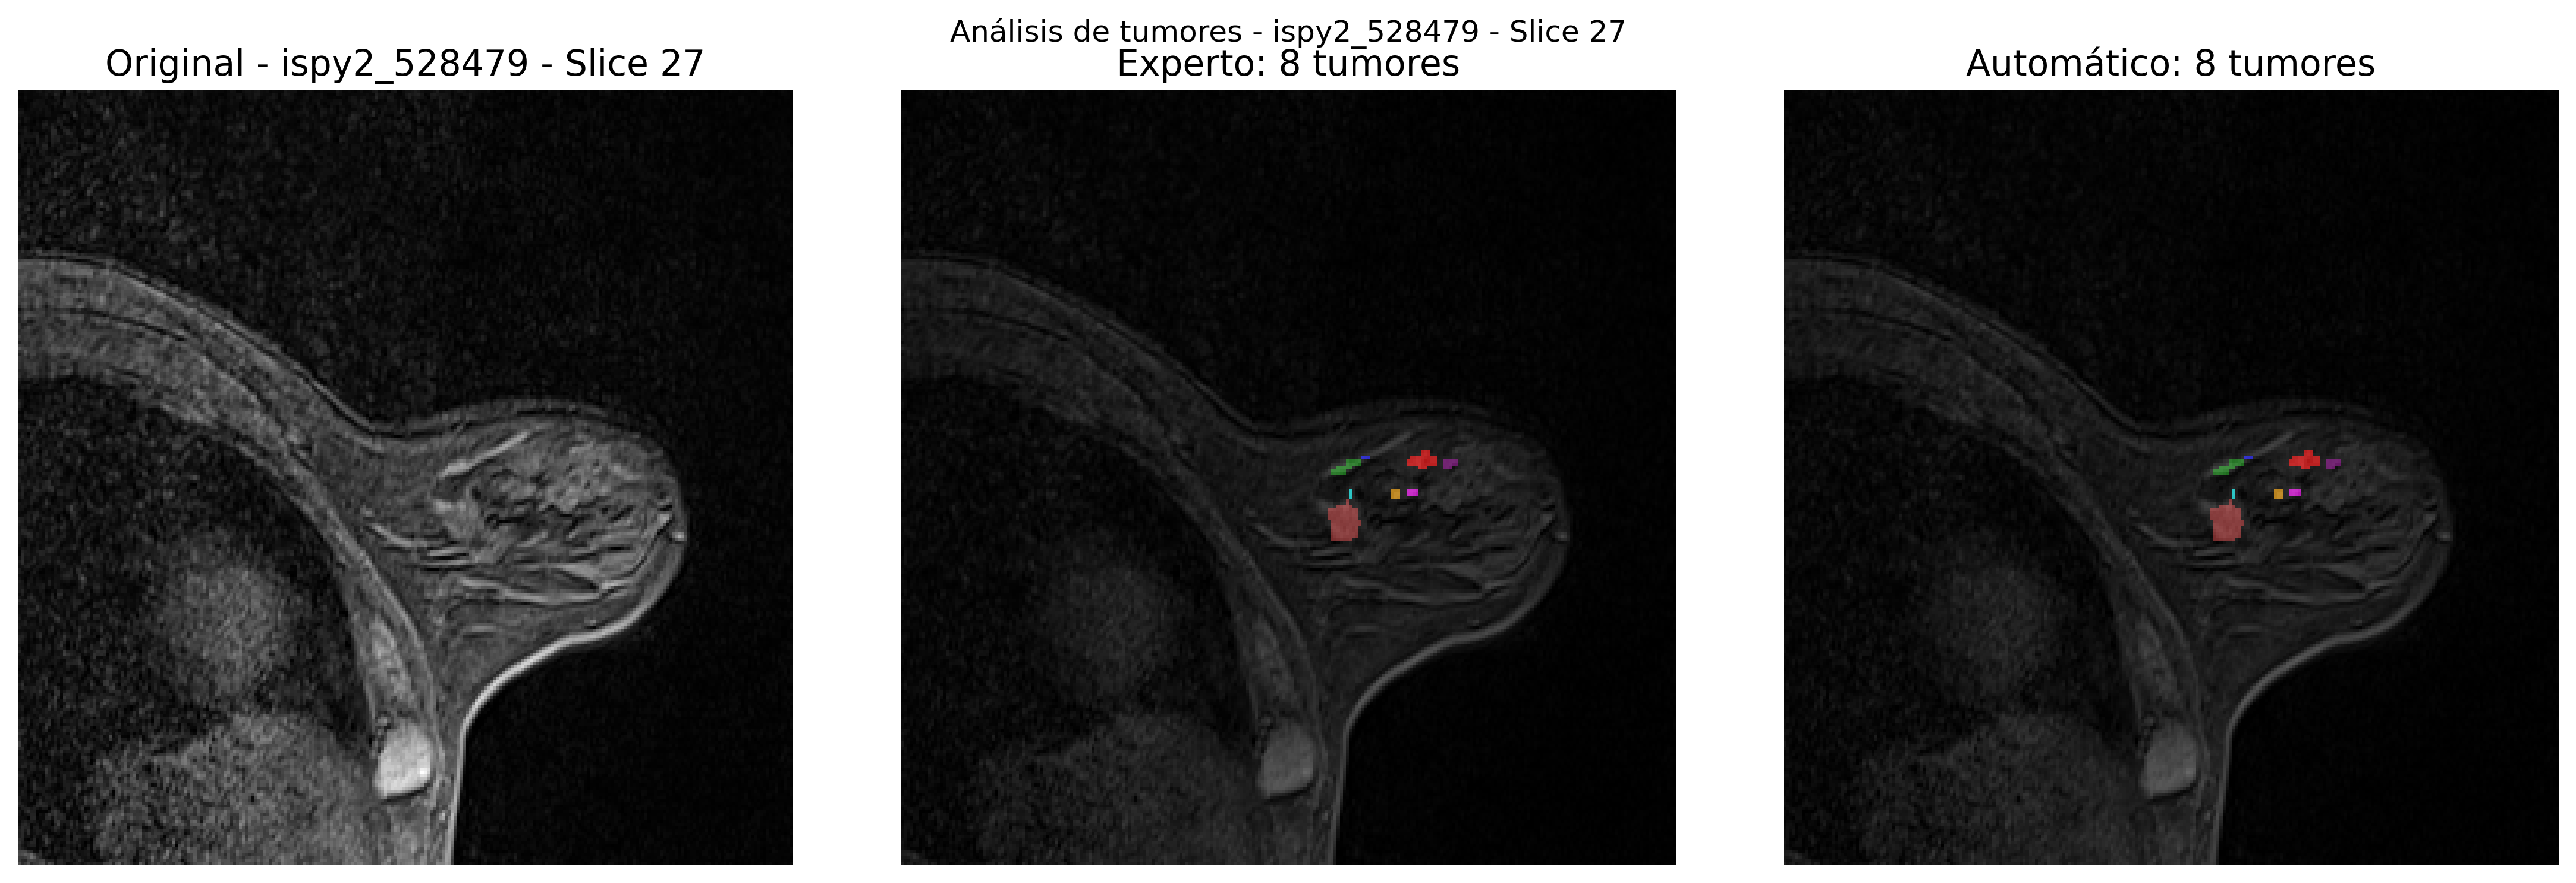 Análisis de tumores - ispy2_528479 - Slice 27
Original - ispy2_528479 - Slice 27
Experto: 8 tumores
Automático: 8 tumores